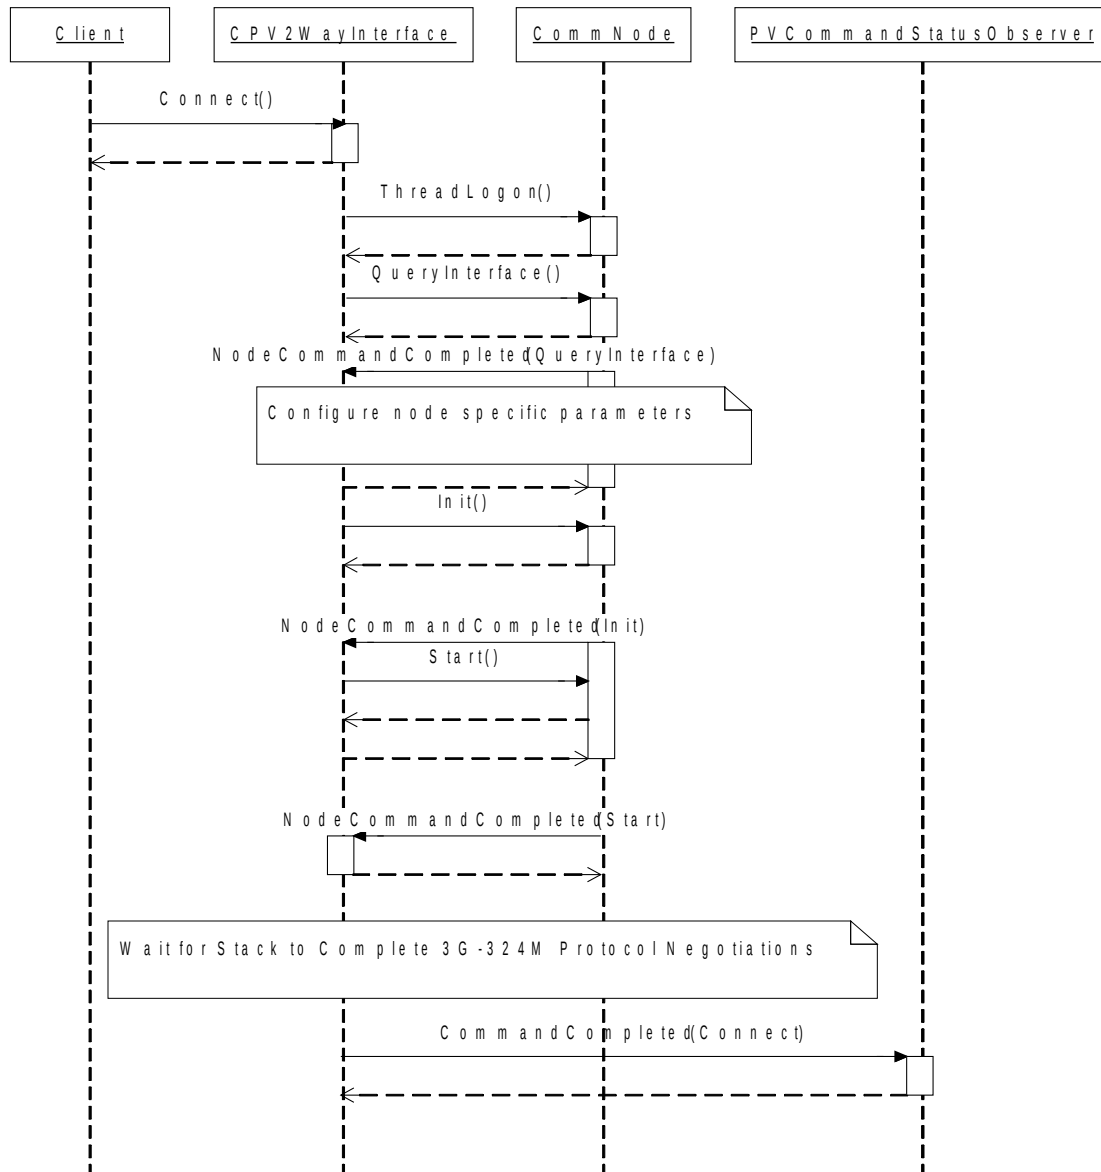 Client
CPV2WayInterface
CommNode
PVCommandStatusObserver
Connect()
ThreadLogon()
QueryInterface()
NodeCommandCompleted(QueryInterface)
Configure node specific parameters
Init()
NodeCommandCompleted(Init)
Start()
NodeCommandCompleted(Start)
Wait for Stack to Complete 3G-324M Protocol Negotiations
CommandCompleted(Connect)